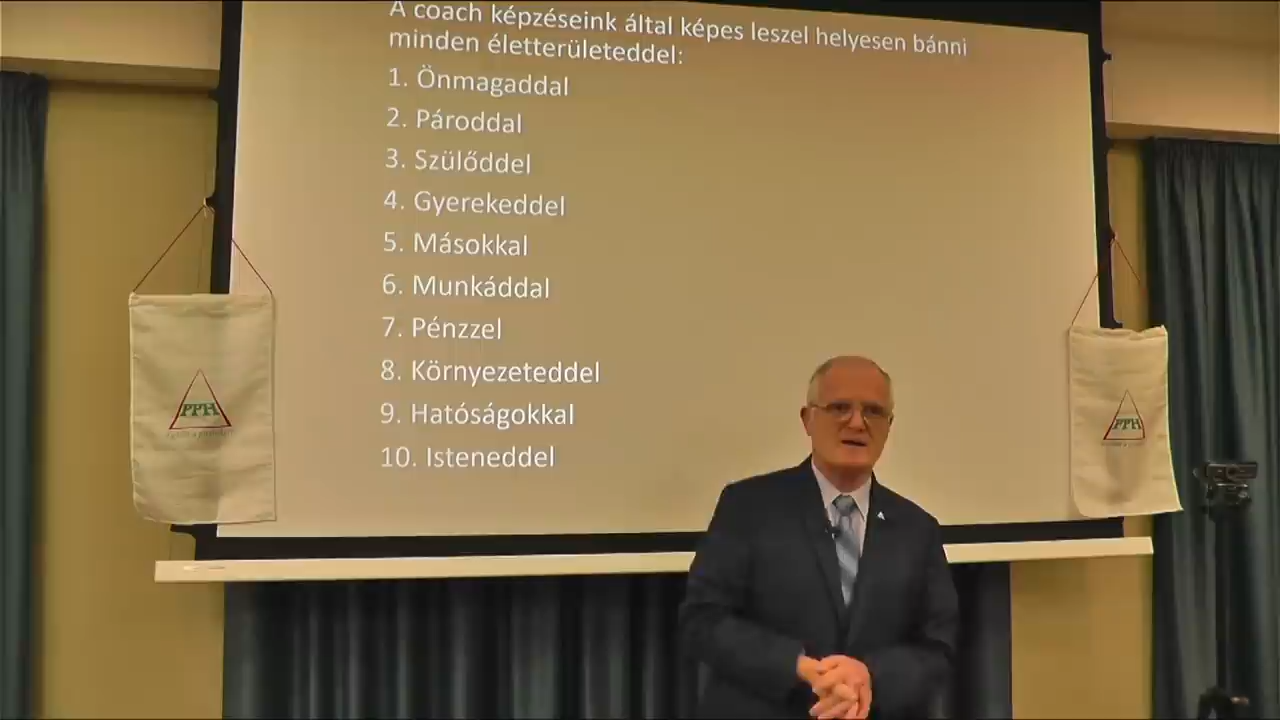 A coach képzéseink által képes leszel helyesen bánni
minden életterületeddel:
1. Önmagaddal
2. Pároddal
3. Szülőddel
4. Gyerekeddel
5. Másokkal
6. Munkáddal
7. Pénzzel
8. Környezeteddel
9. Hatóságokkal
10. Isteneddel
PPH
PPH